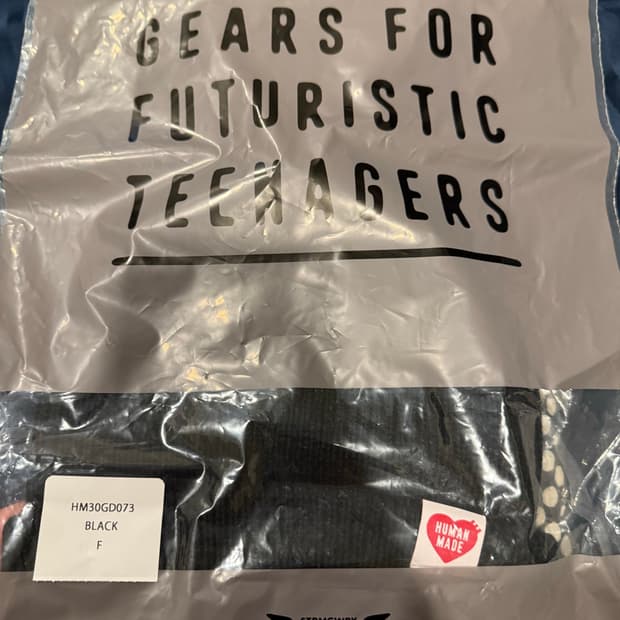 GEARS FOR
FUTURISTIC
TEENAGERS
HM30GD073
BLACK
F
HUMAN
MADE